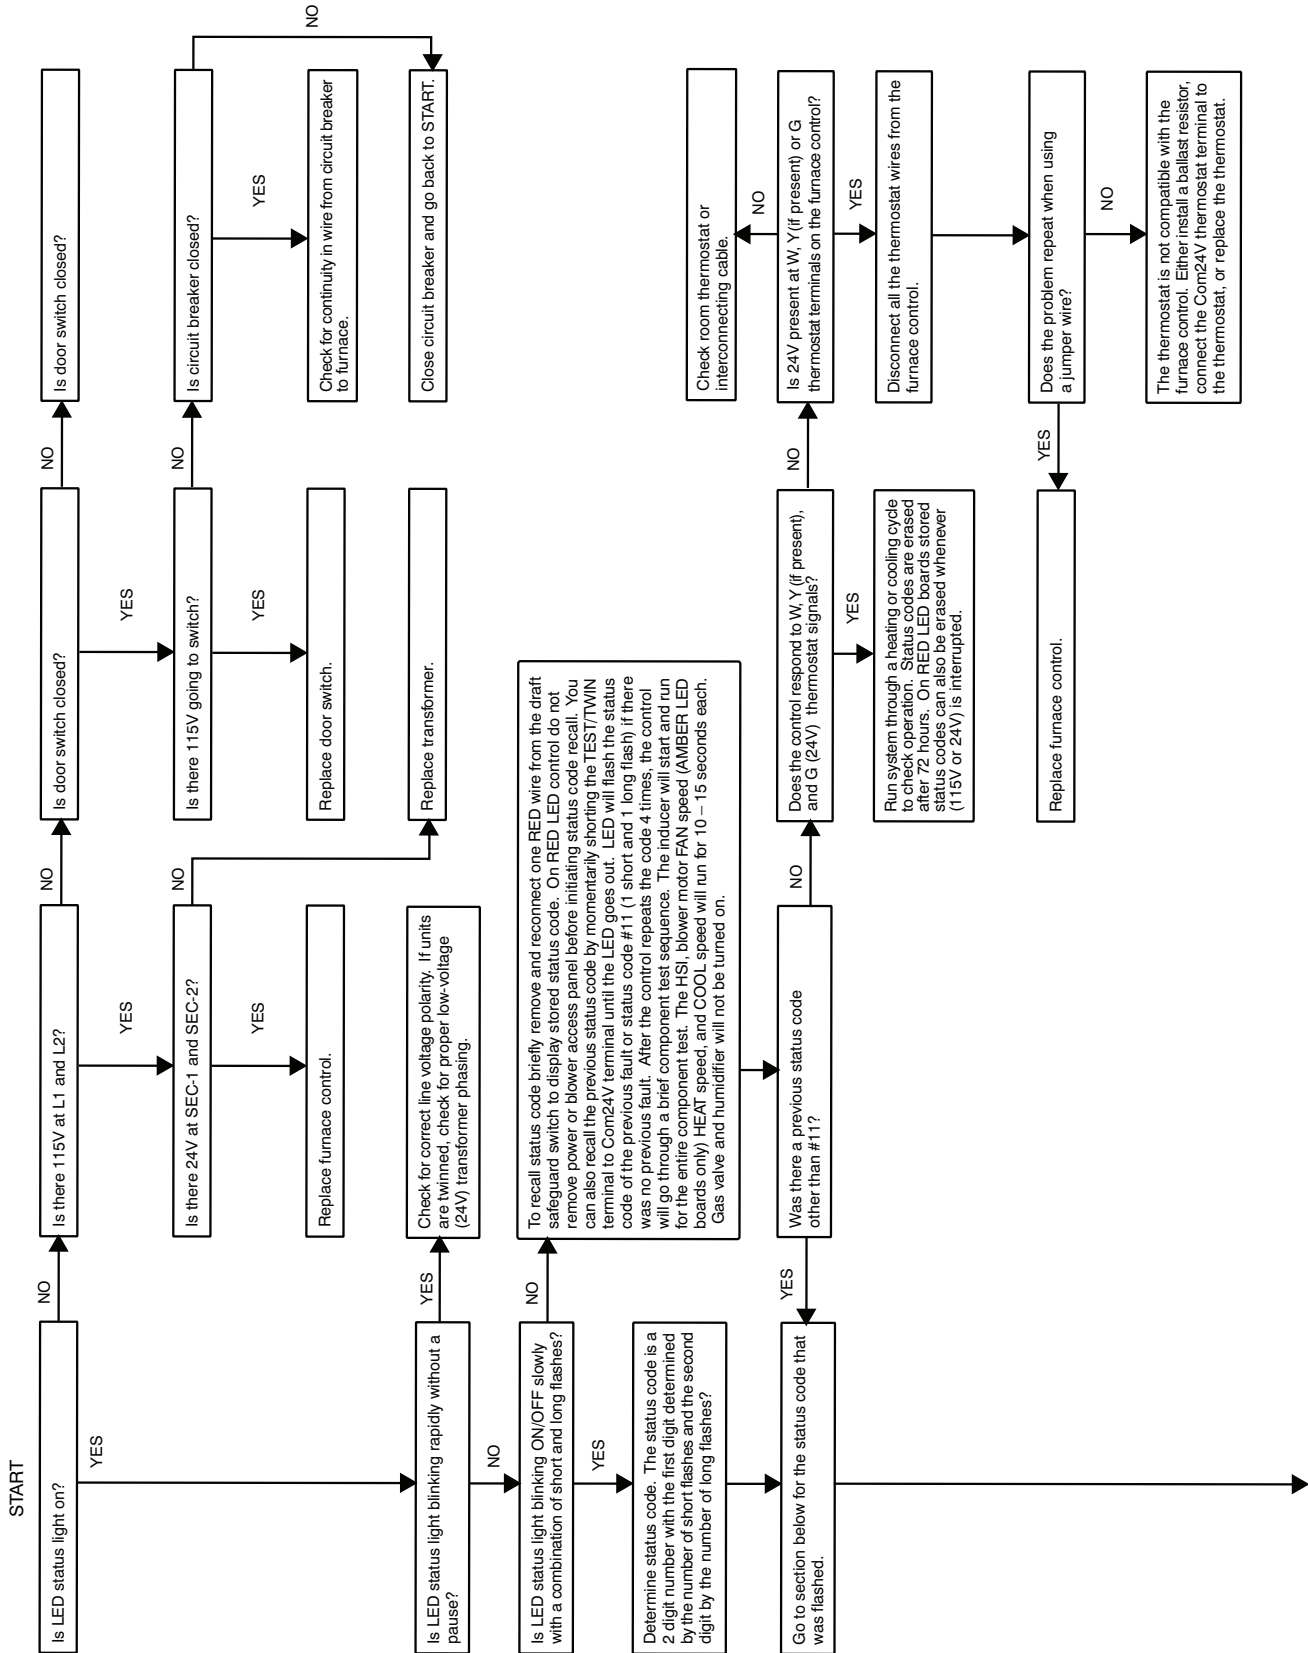 START
Is LED status light on?
NO
Is there 115V at L1 and L2?
NO
Is door switch closed?
NO
Is door switch closed?
YES
YES
YES
Is there 24V at SEC-1 and SEC-2?
NO
Is there 115V going to switch?
NO
Is circuit breaker closed?
NO
YES
YES
YES
Replace furnace control.
Replace door switch.
Check for continuity in wire from circuit breaker
to furnace.
Replace transformer.
Close circuit breaker and go back to START.
Is LED status light blinking rapidly without a
pause?
YES
Check for correct line voltage polarity. If units
are twinned, check for proper low-voltage
(24V) transformer phasing.
NO
Is LED status light blinking ON/OFF slowly
with a combination of short and long flashes?
NO
To recall status code briefly remove and reconnect one RED wire from the draft
safeguard switch to display stored status code. On RED LED control do not
remove power or blower access panel before initiating status code recall. You
can also recall the previous status code by momentarily shorting the TEST/TWIN
terminal to Com24V terminal until the LED goes out. LED will flash the status
code of the previous fault or status code #11 (1 short and 1 long flash) if there
was no previous fault. After the control repeats the code 4 times, the control
will go through a brief component test sequence. The inducer will start and run
for the entire component test. The HSI, blower motor FAN speed (AMBER LED
boards only) HEAT speed, and COOL speed will run for 10 – 15 seconds each.
Gas valve and humidifier will not be turned on.
YES
Determine status code. The status code is a
2 digit number with the first digit determined
by the number of short flashes and the second
digit by the number of long flashes?
Go to section below for the status code that
was flashed.
YES
Was there a previous status code
other than #11?
NO
Does the control respond to W, Y (if present),
and G (24V) thermostat signals?
NO
Is 24V present at W, Y (if present) or G
thermostat terminals on the furnace control?
NO
Check room thermostat or
interconnecting cable.
YES
Run system through a heating or cooling cycle
to check operation. Status codes are erased
after 72 hours. On RED LED boards stored
status codes can also be erased whenever
(115V or 24V) is interrupted.
YES
Disconnect all the thermostat wires from the
furnace control.
Does the problem repeat when using
a jumper wire?
YES
Replace furnace control.
NO
The thermostat is not compatible with the
furnace control. Either install a ballast resistor,
connect the Com24V thermostat terminal to
the thermostat, or replace the thermostat.